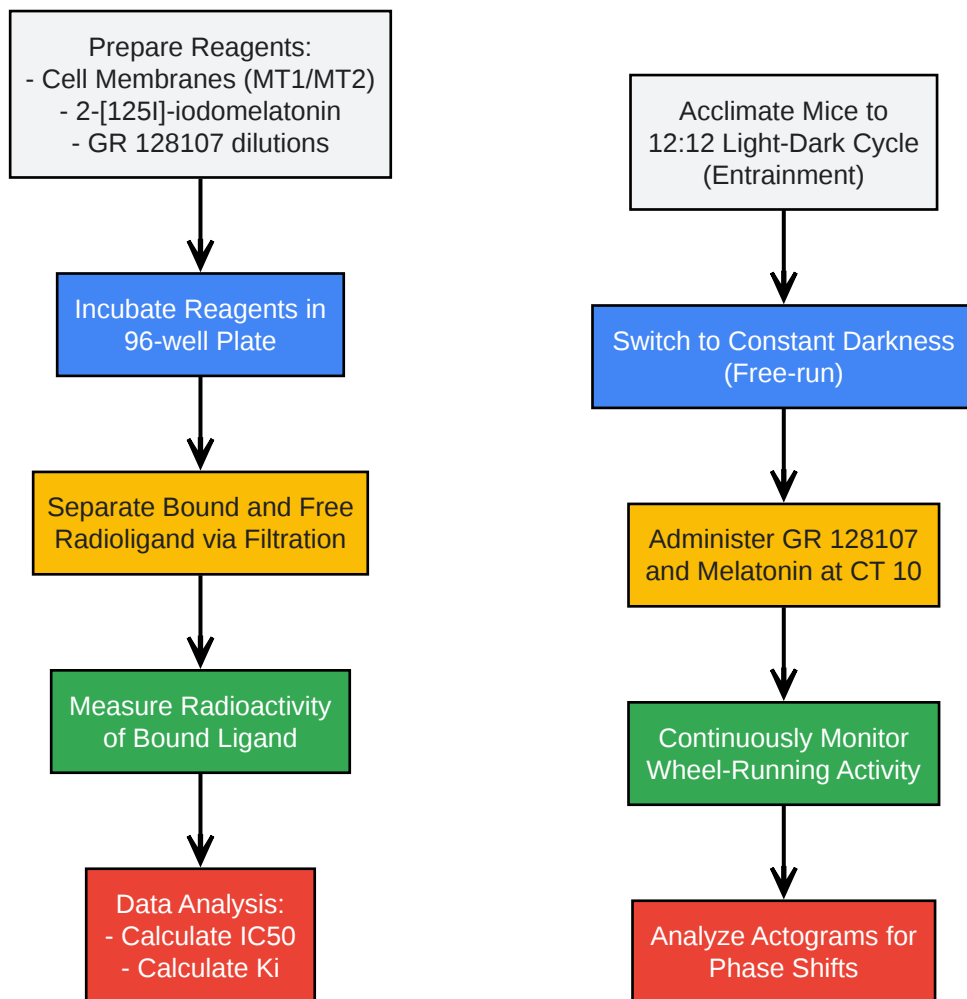 Prepare Reagents:
- Cell Membranes (MT1/MT2)
- 2-[125I]-iodomelatonin
- GR 128107 dilutions
Incubate Reagents in
96-well Plate
Separate Bound and Free
Radioligand via Filtration
Measure Radioactivity
of Bound Ligand
Data Analysis:
- Calculate IC50
- Calculate Ki
Acclimate Mice to
12:12 Light-Dark Cycle
(Entrainment)
Switch to Constant Darkness
(Free-run)
Administer GR 128107
and Melatonin at CT 10
Continuously Monitor
Wheel-Running Activity
Analyze Actograms for
Phase Shifts